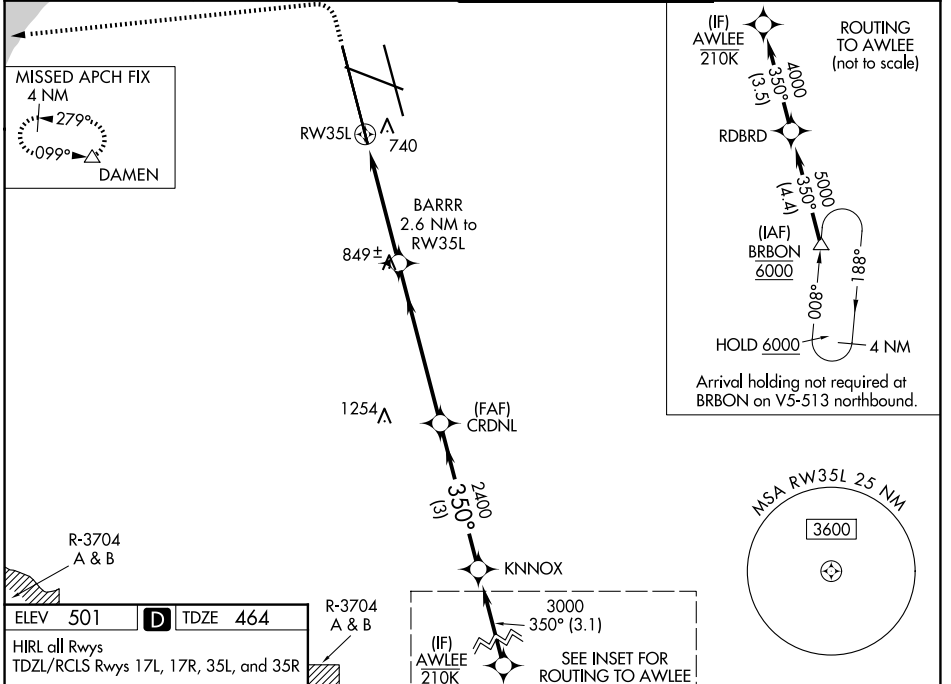 MISSED APCH FIX
4 NM
279°
099°
DAMEN
RW35L
740
BARRR
2.6 NM to
RW35L
849±
1254
(FAF)
CRDNL
2400
350°
(3)
KNNOX
3000
350° (3.1)
(IF)
AWLEE
210K
SEE INSET FOR
ROUTING TO AWLEE
R-3704
A & B
R-3704
A & B
ELEV 501
D
TDZE 464
HIRL all Rwys
TDZL/RCLS Rwys 17L, 17R, 35L, and 35R
(IF)
AWLEE
210K
ROUTING
TO AWLEE
(not to scale)
4000
350°
(3.5)
RDBRD
5000
350°
(4.4)
(IAF)
BRBON
6000
008°
188°
HOLD 6000
4 NM
Arrival holding not required at
BRBON on V5-513 northbound.
MSA RW35L 25 NM
3600